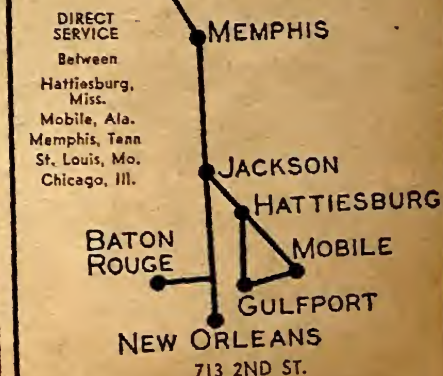 DIRECT
SERVICE
Between
Hattiesburg,
Miss.
Mobile, Ala.
Memphis, Tenn
St. Louis, Mo.
Chicago, Ill.
MEMPHIS
JACKSON
HATTIESBURG
BATON
ROUGE
MOBILE
GULFPORT
NEW ORLEANS
713 2ND ST.